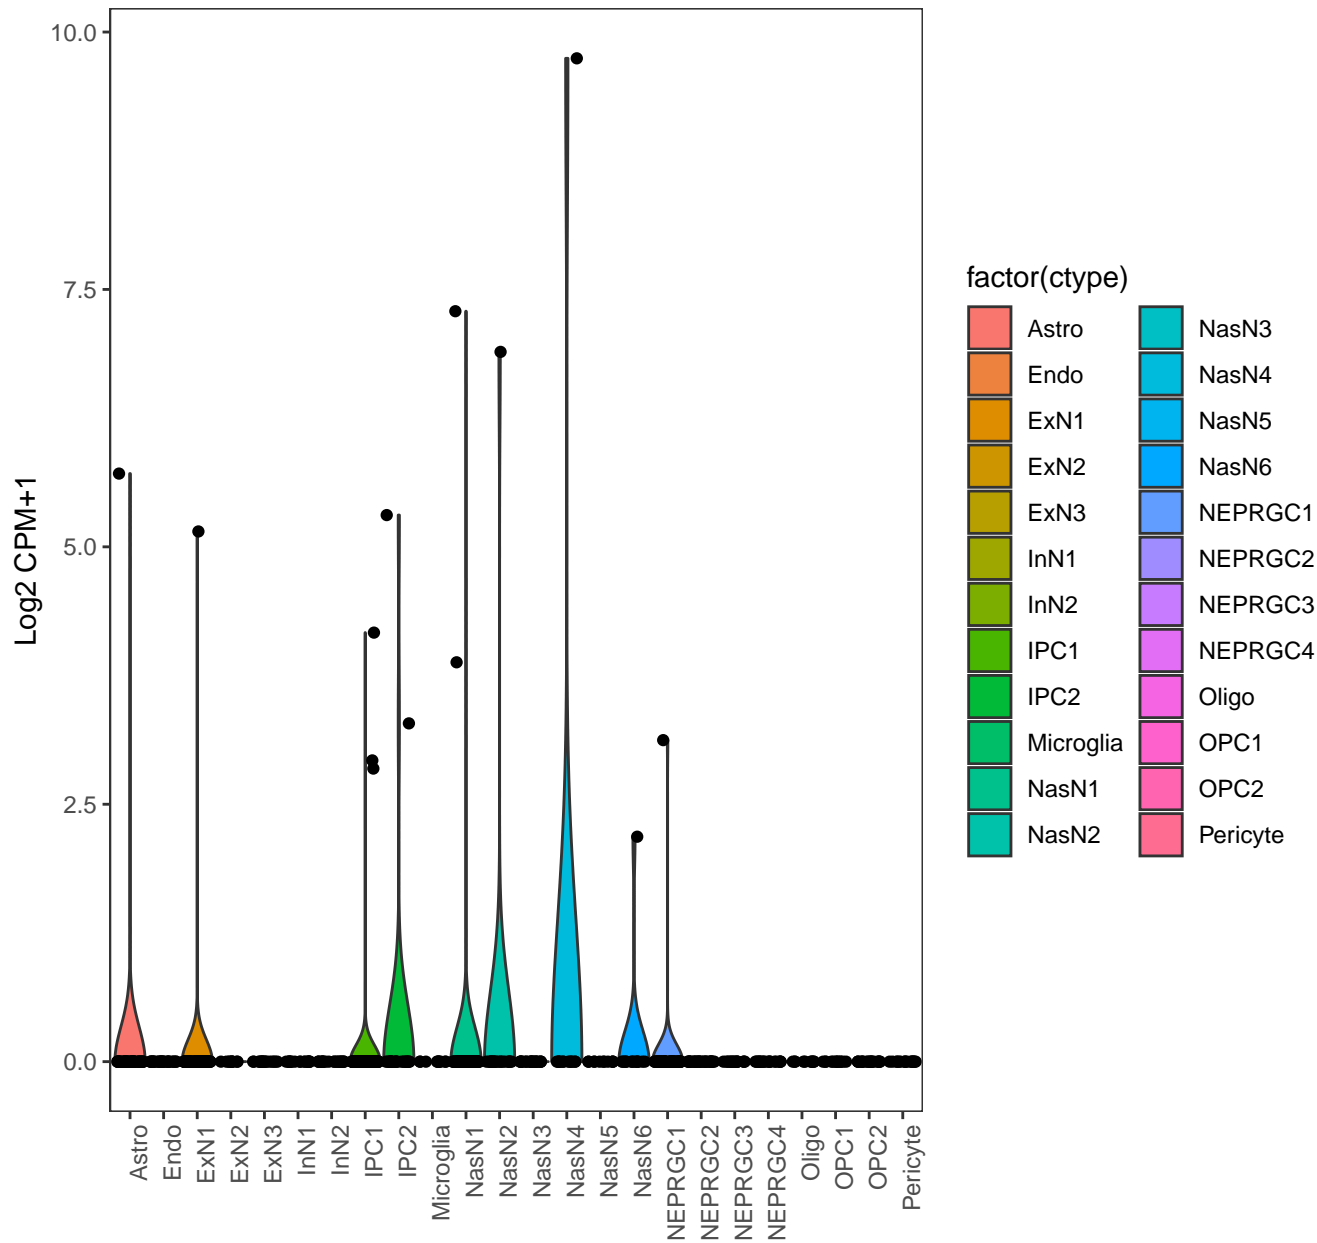 10.0
7.5
5.0
2.5
0.0
Log2 CPM+1
Astro
Endo
ExN1
ExN2
ExN3
InN1
InN2
IPC1
IPC2
Microglia
NasN1
NasN2
NasN3
NasN4
NasN5
NasN6
NEPRGC1
NEPRGC2
NEPRGC3
NEPRGC4
Oligo
OPC1
OPC2
Pericyte
factor(ctype)
Astro
Endo
ExN1
ExN2
ExN3
InN1
InN2
IPC1
IPC2
Microglia
NasN1
NasN2
NasN3
NasN4
NasN5
NasN6
NEPRGC1
NEPRGC2
NEPRGC3
NEPRGC4
Oligo
OPC1
OPC2
Pericyte